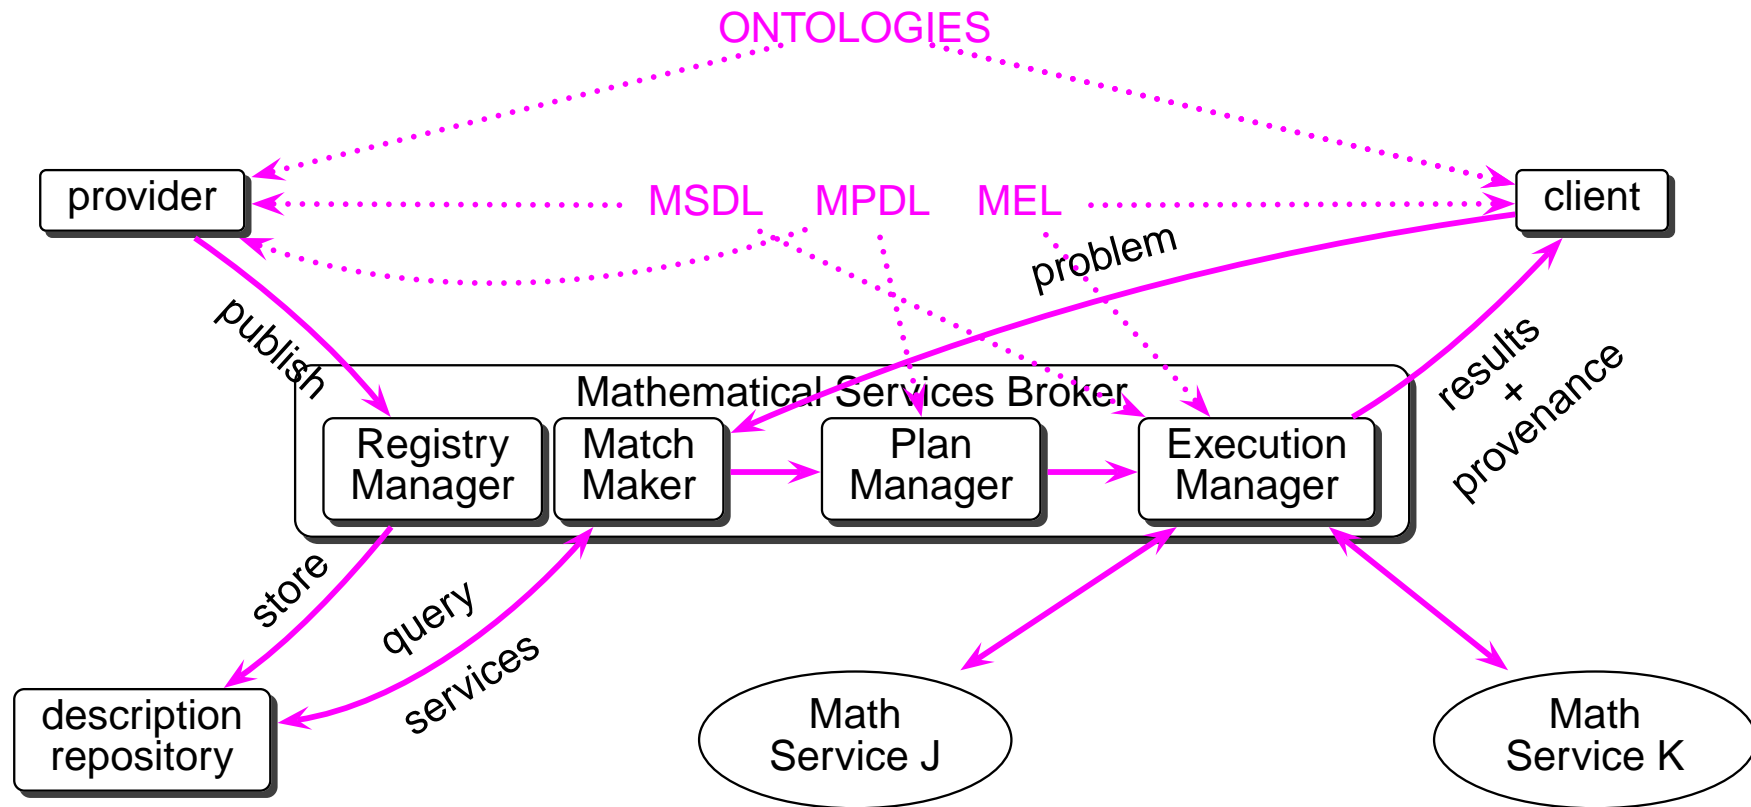 ONTOLOGIES
provider
MSDL
MPDL
MEL
client
problem
publish
results
+
provenance
Mathematical Services Broker
Registry
Manager
Match
Maker
Plan
Manager
Execution
Manager
store
query
services
description
repository
Math
Service J
Math
Service K